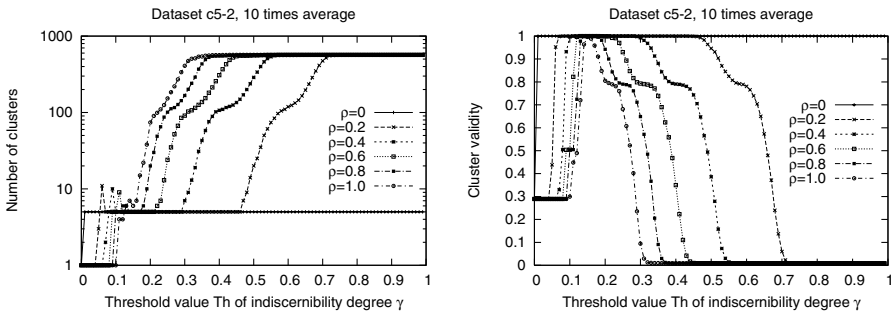 Dataset c5-2, 10 times average
1000
100
10
1
Number of clusters
ρ=0
ρ=0.2
ρ=0.4
ρ=0.6
ρ=0.8
ρ=1.0
0 0.1 0.2 0.3 0.4 0.5 0.6 0.7 0.8 0.9 1
Threshold value Th of indiscernibility degree γ
Dataset c5-2, 10 times average
1
0.9
0.8
0.7
0.6
0.5
0.4
0.3
0.2
0.1
0
Cluster validity
ρ=0
ρ=0.2
ρ=0.4
ρ=0.6
ρ=0.8
ρ=1.0
0 0.1 0.2 0.3 0.4 0.5 0.6 0.7 0.8 0.9 1
Threshold value Th of indiscernibility degree γ